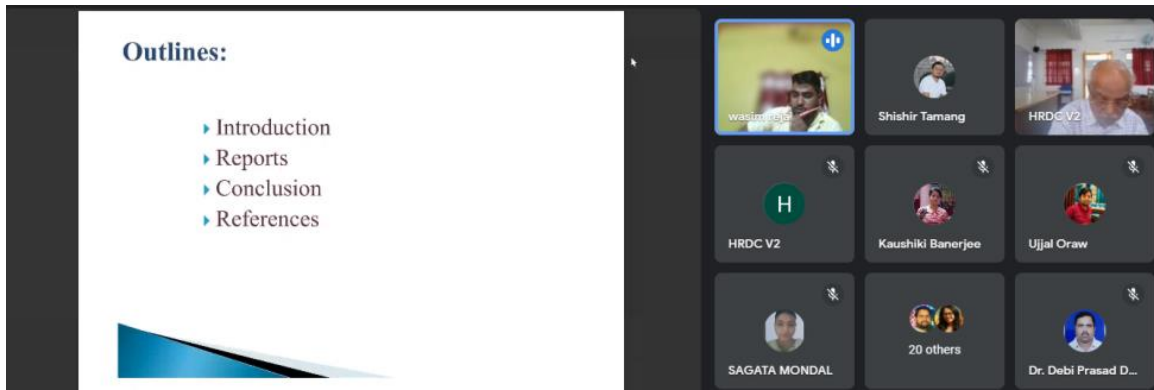 Outlines:
Introduction
Reports
Conclusion
References
wasim reja
Shishir Tamang
HRDC V2
H
HRDC V2
Kaushiki Banerjee
Ujjal Oraw
SAGATA MONDAL
20 others
Dr. Debi Prasad D...